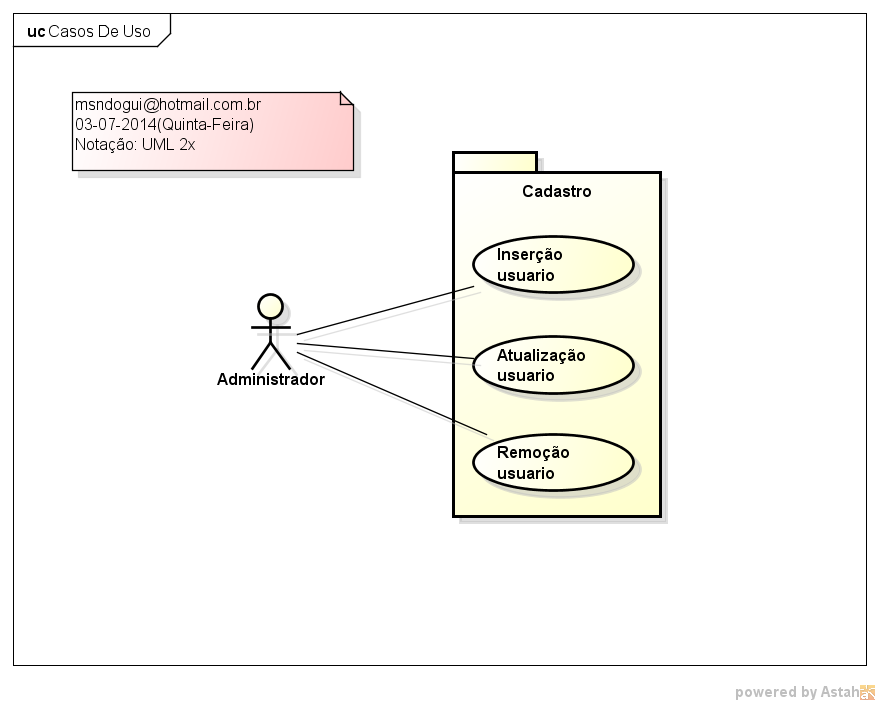 uc Casos De Uso
msndogui@hotmail.com.br
03-07-2014(Quinta-Feira)
Notação: UML 2x
Cadastro
Inserção
usuario
Atualização
usuario
Administrador
Remoção
usuario
powered by Astah